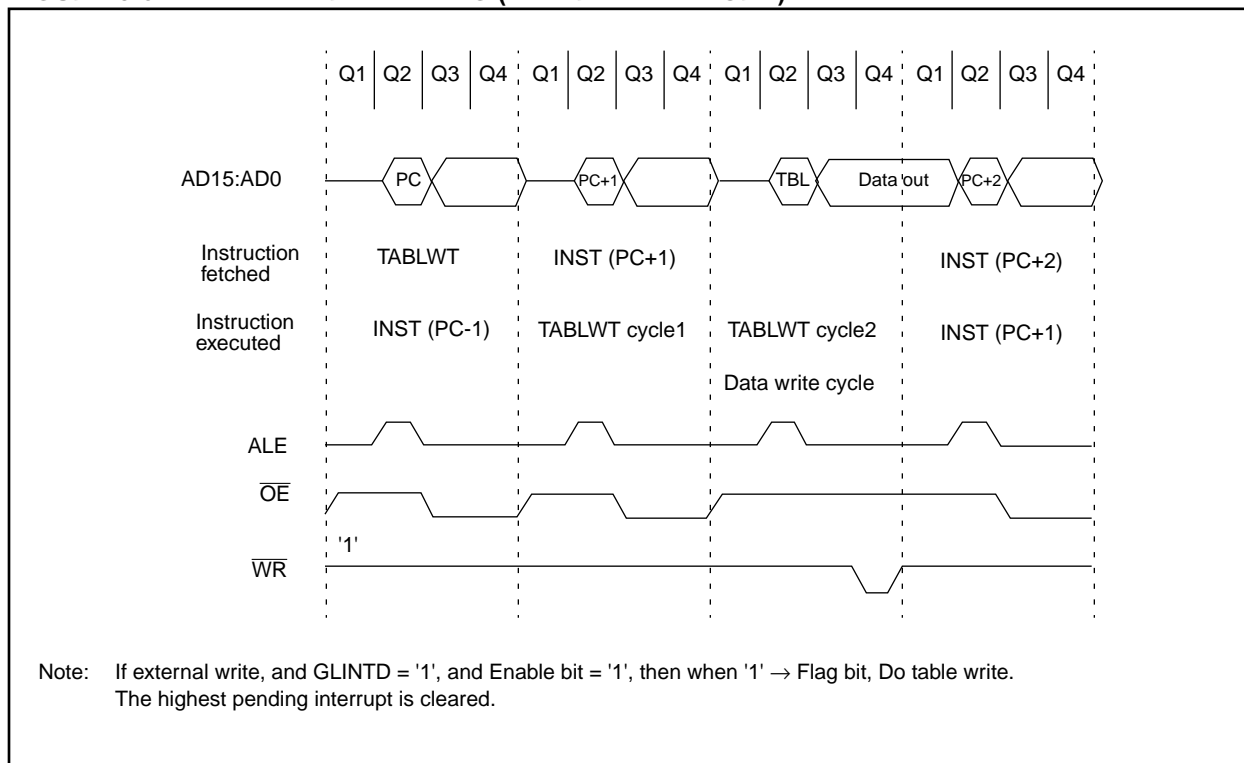 Q1 Q2 Q3 Q4 Q1 Q2 Q3 Q4 Q1 Q2 Q3 Q4 Q1 Q2 Q3 Q4
AD15:AD0 PC PC+1 TBL Data out PC+2
Instruction
fetched
TABLWT INST (PC+1) INST (PC+2)
Instruction
executed
INST (PC-1) TABLWT cycle1 TABLWT cycle2 INST (PC+1)
Data write cycle
ALE
OE
'1'
WR
Note: If external write, and GLINTD = '1', and Enable bit = '1', then when '1' → Flag bit, Do table write.
The highest pending interrupt is cleared.